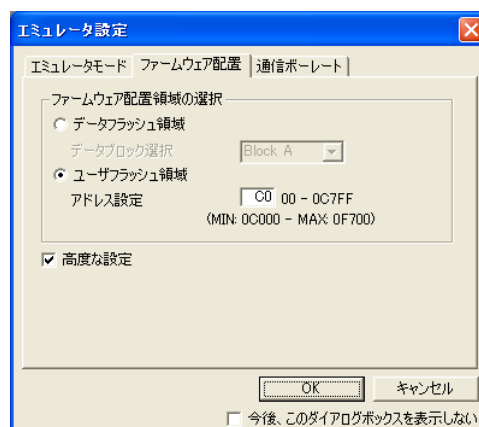 エミュレータ設定
エミュレータモード ファームウェア配置 通信ボーレート
ファームウェア配置領域の選択
データフラッシュ領域
データブロック選択 Block A
ユーザフラッシュ領域
アドレス設定 C0 00 - 0C7FF
(MIN: 0C000 - MAX: 0F700)
高度な設定
OK キャンセル
今後、このダイアログボックスを表示しない